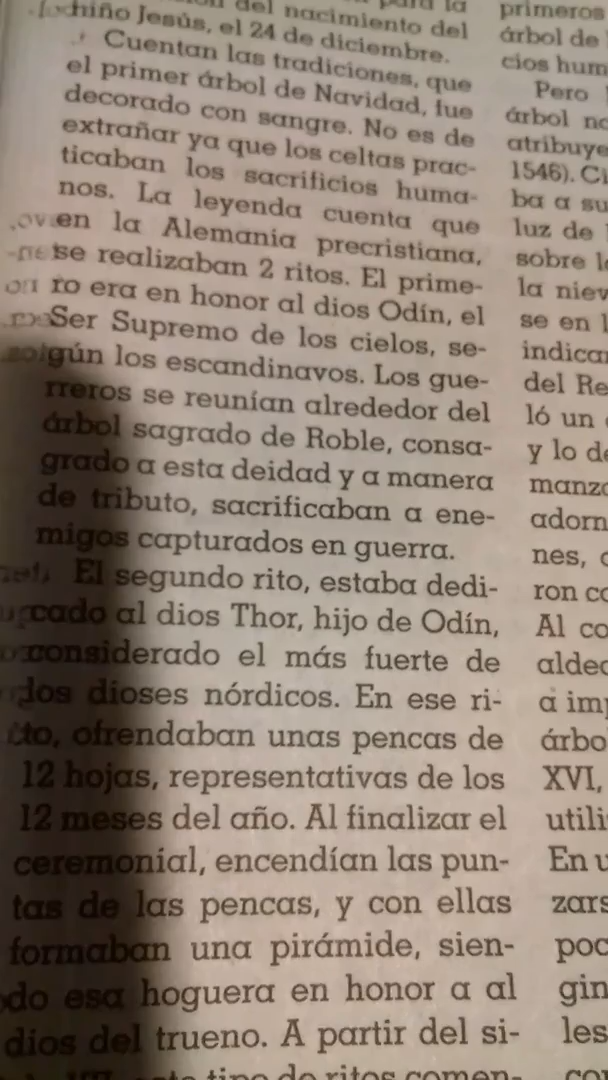 del nacimiento del
Jesús, el 24 de diciembre.
Cuentan las tradiciones, que
el primer árbol de Navidad, fue
decorado con sangre. No es de
extrañar ya que los celtas prac-
ticaban los sacrificios huma-
nos. La leyenda cuenta que
en la Alemania precristiana,
se realizaban 2 ritos. El prime-
ro era en honor al dios Odín, el
Ser Supremo de los cielos, se-
gún los escandinavos. Los gue-
rreros se reunían alrededor del
árbol sagrado de Roble, consa-
grado a esta deidad y a manera
de tributo, sacrificaban a ene-
migos capturados en guerra.
El segundo rito, estaba dedi-
cado al dios Thor, hijo de Odín,
considerado el más fuerte de
los dioses nórdicos. En ese ri-
to, ofrendaban unas pencas de
12 hojas, representativas de los
12 meses del año. Al finalizar el
ceremonial, encendían las pun-
tas de las pencas, y con ellas
formaban una pirámide, sien-
do esa hoguera en honor a al
dios del trueno. A partir del si-
tipo de ritos comen-
primeros
árbol de
cios hum
Pero
árbol no
atribuye
1546). Ci
ba a su
luz de
sobre l
la niev
se en l
indicar
del Re
ló un
y lo de
manza
adorn
nes,
ron co
Al co
aldea
a imp
árbo
XVI,
utili
En u
zars
poc
gin
les